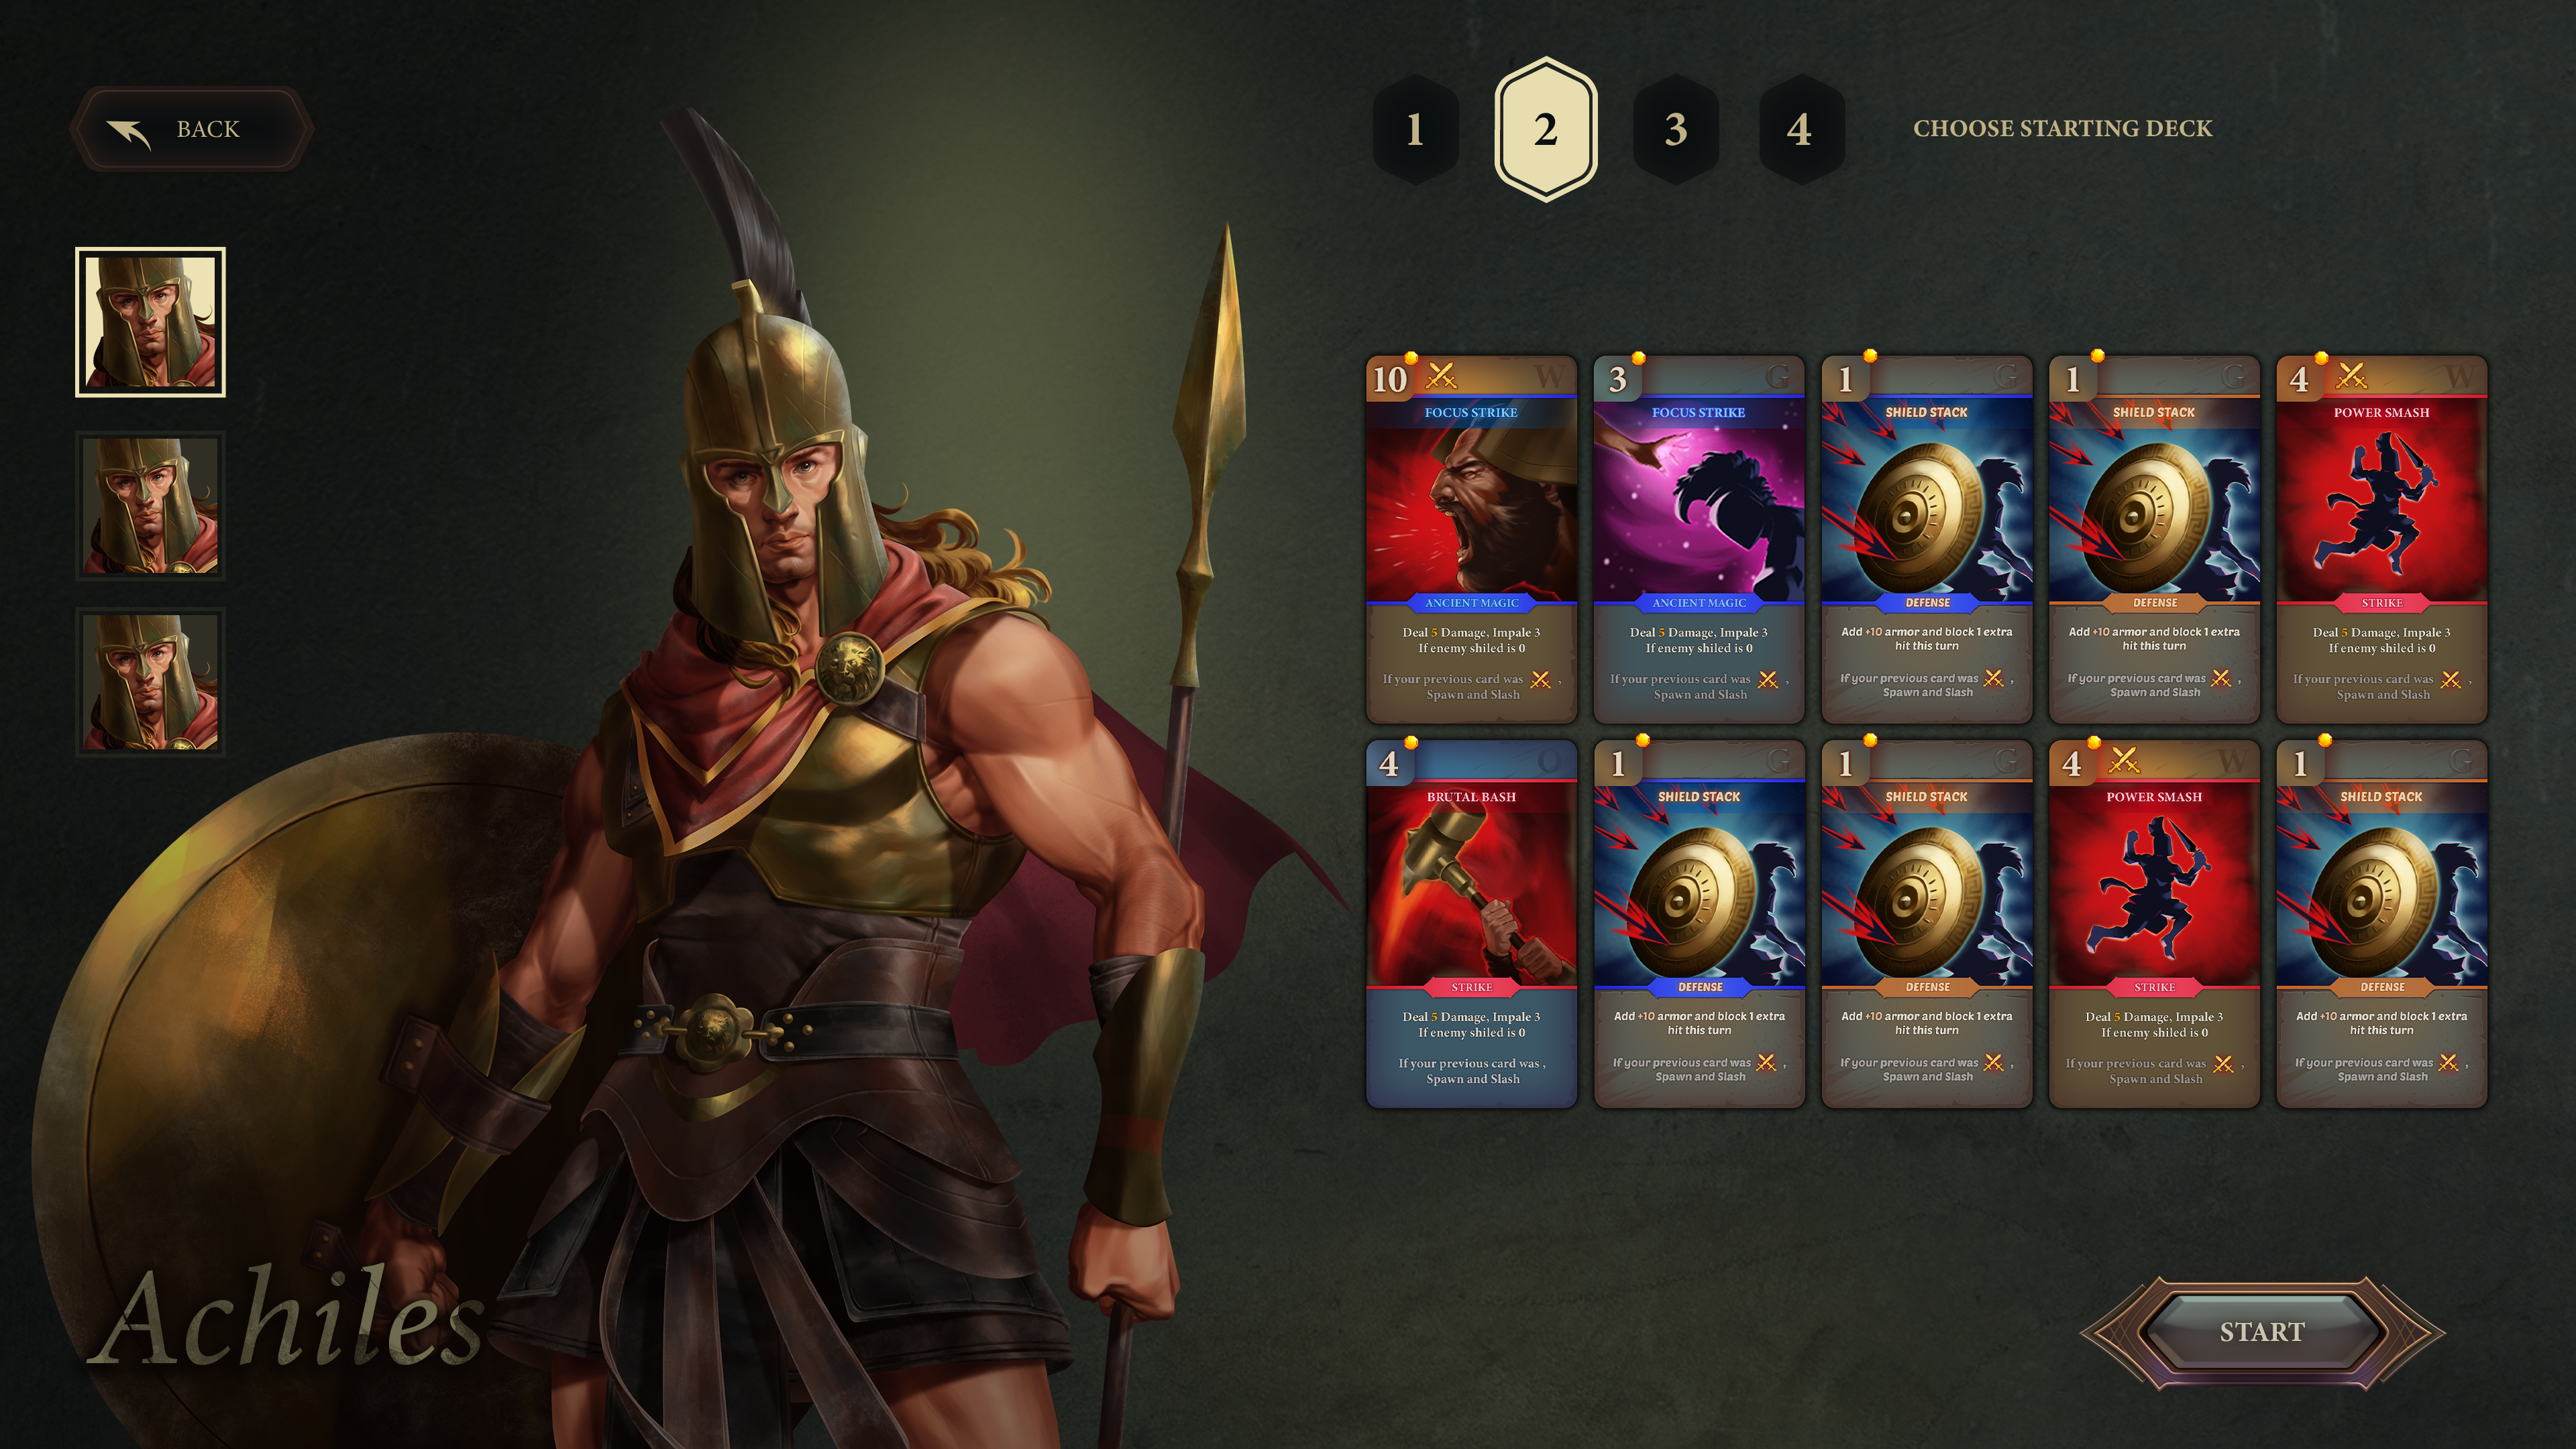 BACK
1
2
3
4
CHOOSE STARTING DECK
10
W
FOCUS STRIKE
ANCIENT MAGIC
Deal 5 Damage, Impale 3
If enemy shiled is 0
If your previous card was ,
Spawn and Slash
3
G
FOCUS STRIKE
ANCIENT MAGIC
Deal 5 Damage, Impale 3
If enemy shiled is 0
If your previous card was ,
Spawn and Slash
1
G
SHIELD STACK
DEFENSE
Add +10 armor and block 1 extra
hit this turn
If your previous card was ,
Spawn and Slash
1
G
SHIELD STACK
DEFENSE
Add +10 armor and block 1 extra
hit this turn
If your previous card was ,
Spawn and Slash
4
W
POWER SMASH
STRIKE
Deal 5 Damage, Impale 3
If enemy shiled is 0
If your previous card was ,
Spawn and Slash
4
O
BRUTAL BASH
STRIKE
Deal 5 Damage, Impale 3
If enemy shiled is 0
If your previous card was ,
Spawn and Slash
1
G
SHIELD STACK
DEFENSE
Add +10 armor and block 1 extra
hit this turn
If your previous card was ,
Spawn and Slash
1
G
SHIELD STACK
DEFENSE
Add +10 armor and block 1 extra
hit this turn
If your previous card was ,
Spawn and Slash
4
W
POWER SMASH
STRIKE
Deal 5 Damage, Impale 3
If enemy shiled is 0
If your previous card was ,
Spawn and Slash
1
G
SHIELD STACK
DEFENSE
Add +10 armor and block 1 extra
hit this turn
If your previous card was ,
Spawn and Slash
Achiles
START